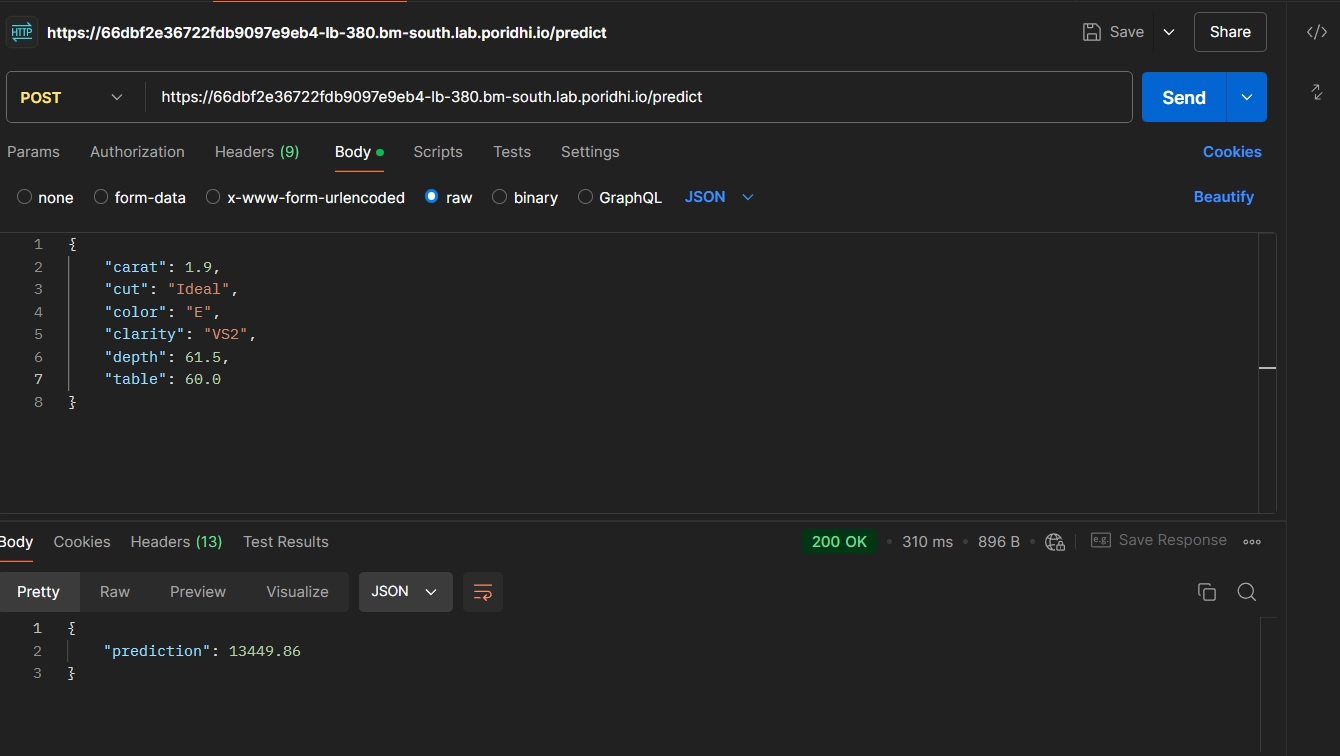 HTTP https://66dbf2e36722fdb9097e9eb4-lb-380.bm-south.lab.poridhi.io/predict Save Share
POST https://66dbf2e36722fdb9097e9eb4-lb-380.bm-south.lab.poridhi.io/predict Send
Params Authorization Headers (9) Body Scripts Tests Settings Cookies
none form-data x-www-form-urlencoded raw binary GraphQL JSON Beautify
1 {
2 "carat": 1.9,
3 "cut": "Ideal",
4 "color": "E",
5 "clarity": "VS2",
6 "depth": 61.5,
7 "table": 60.0
8 }
Body Cookies Headers (13) Test Results 200 OK • 310 ms • 896 B • e.g. Save Response
Pretty Raw Preview Visualize JSON
1 {
2 "prediction": 13449.86
3 }